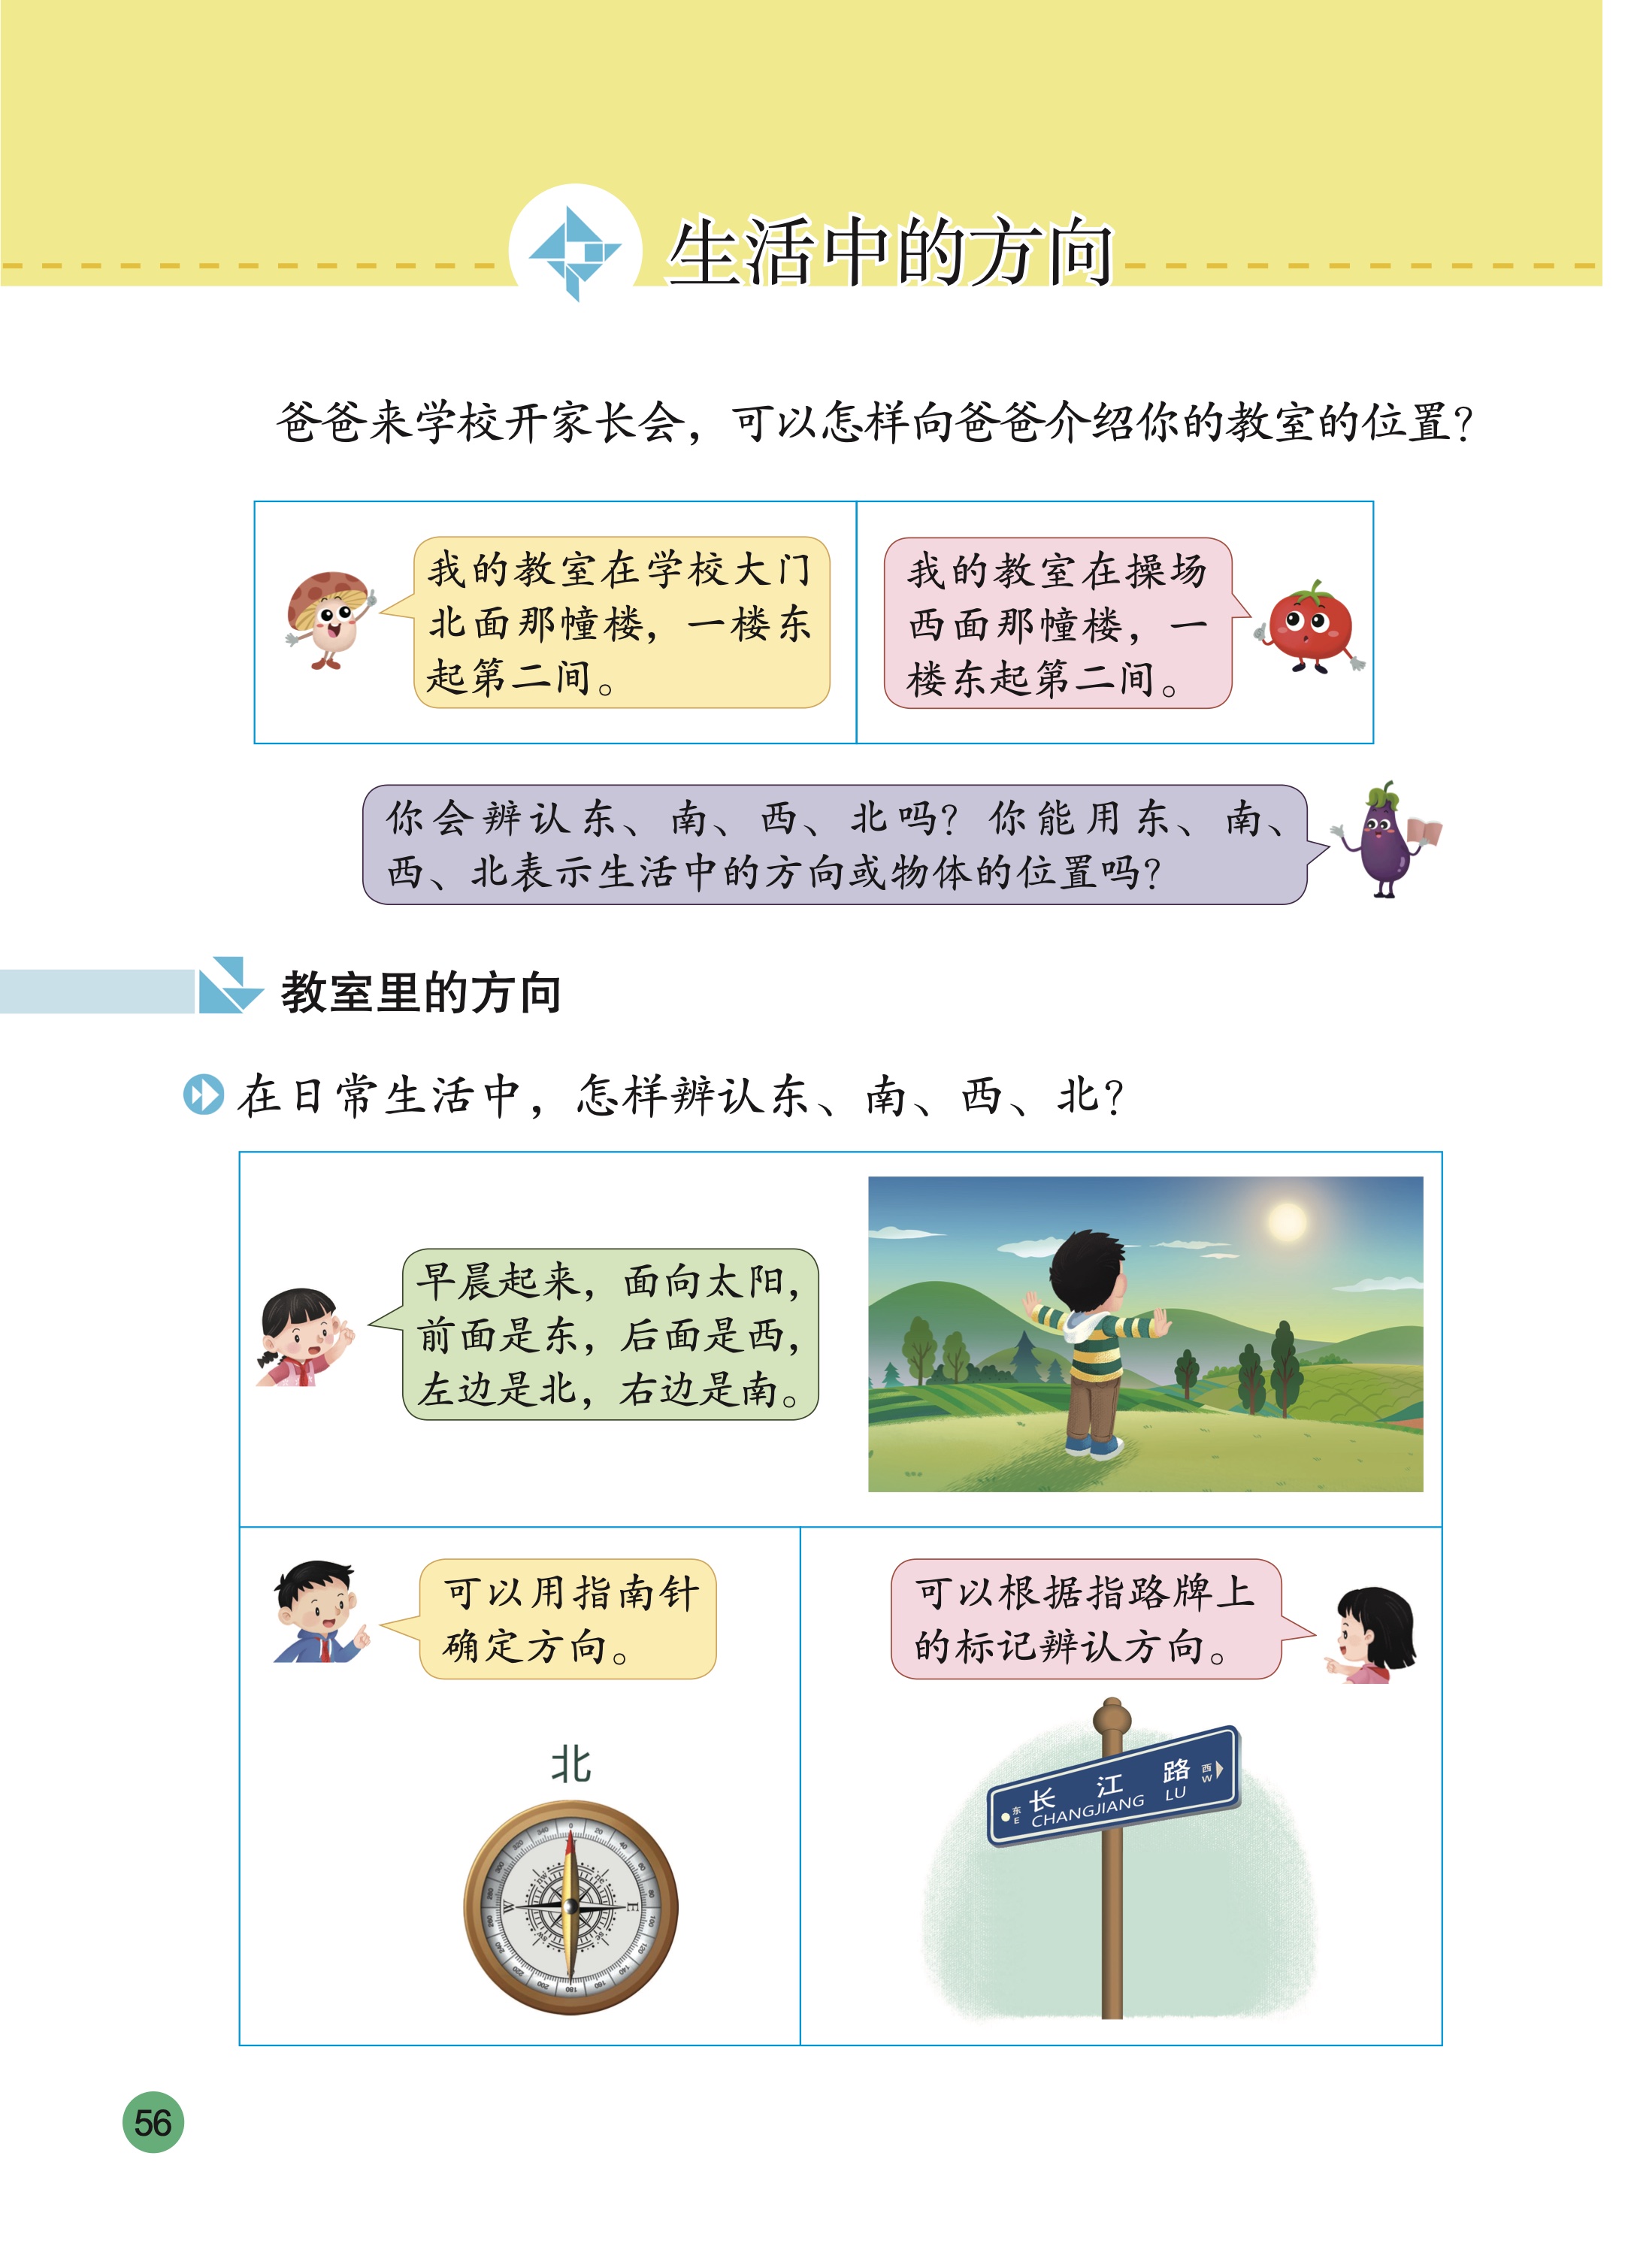 生活中的方向
爸爸来学校开家长会，可以怎样向爸爸介绍你的教室的位置？
我的教室在学校大门
北面那幢楼，一楼东
起第二间。
我的教室在操场
西面那幢楼，一
楼东起第二间。
你会辨认东、南、西、北吗？你能用东、南、
西、北表示生活中的方向或物体的位置吗？
教室里的方向
在日常生活中，怎样辨认东、南、西、北？
早晨起来，面向太阳，
前面是东，后面是西，
左边是北，右边是南。
可以用指南针
确定方向。
可以根据指路牌上
的标记辨认方向。
北
W
E
东
E
长江路
CHANGJIANG LU
西
W
56